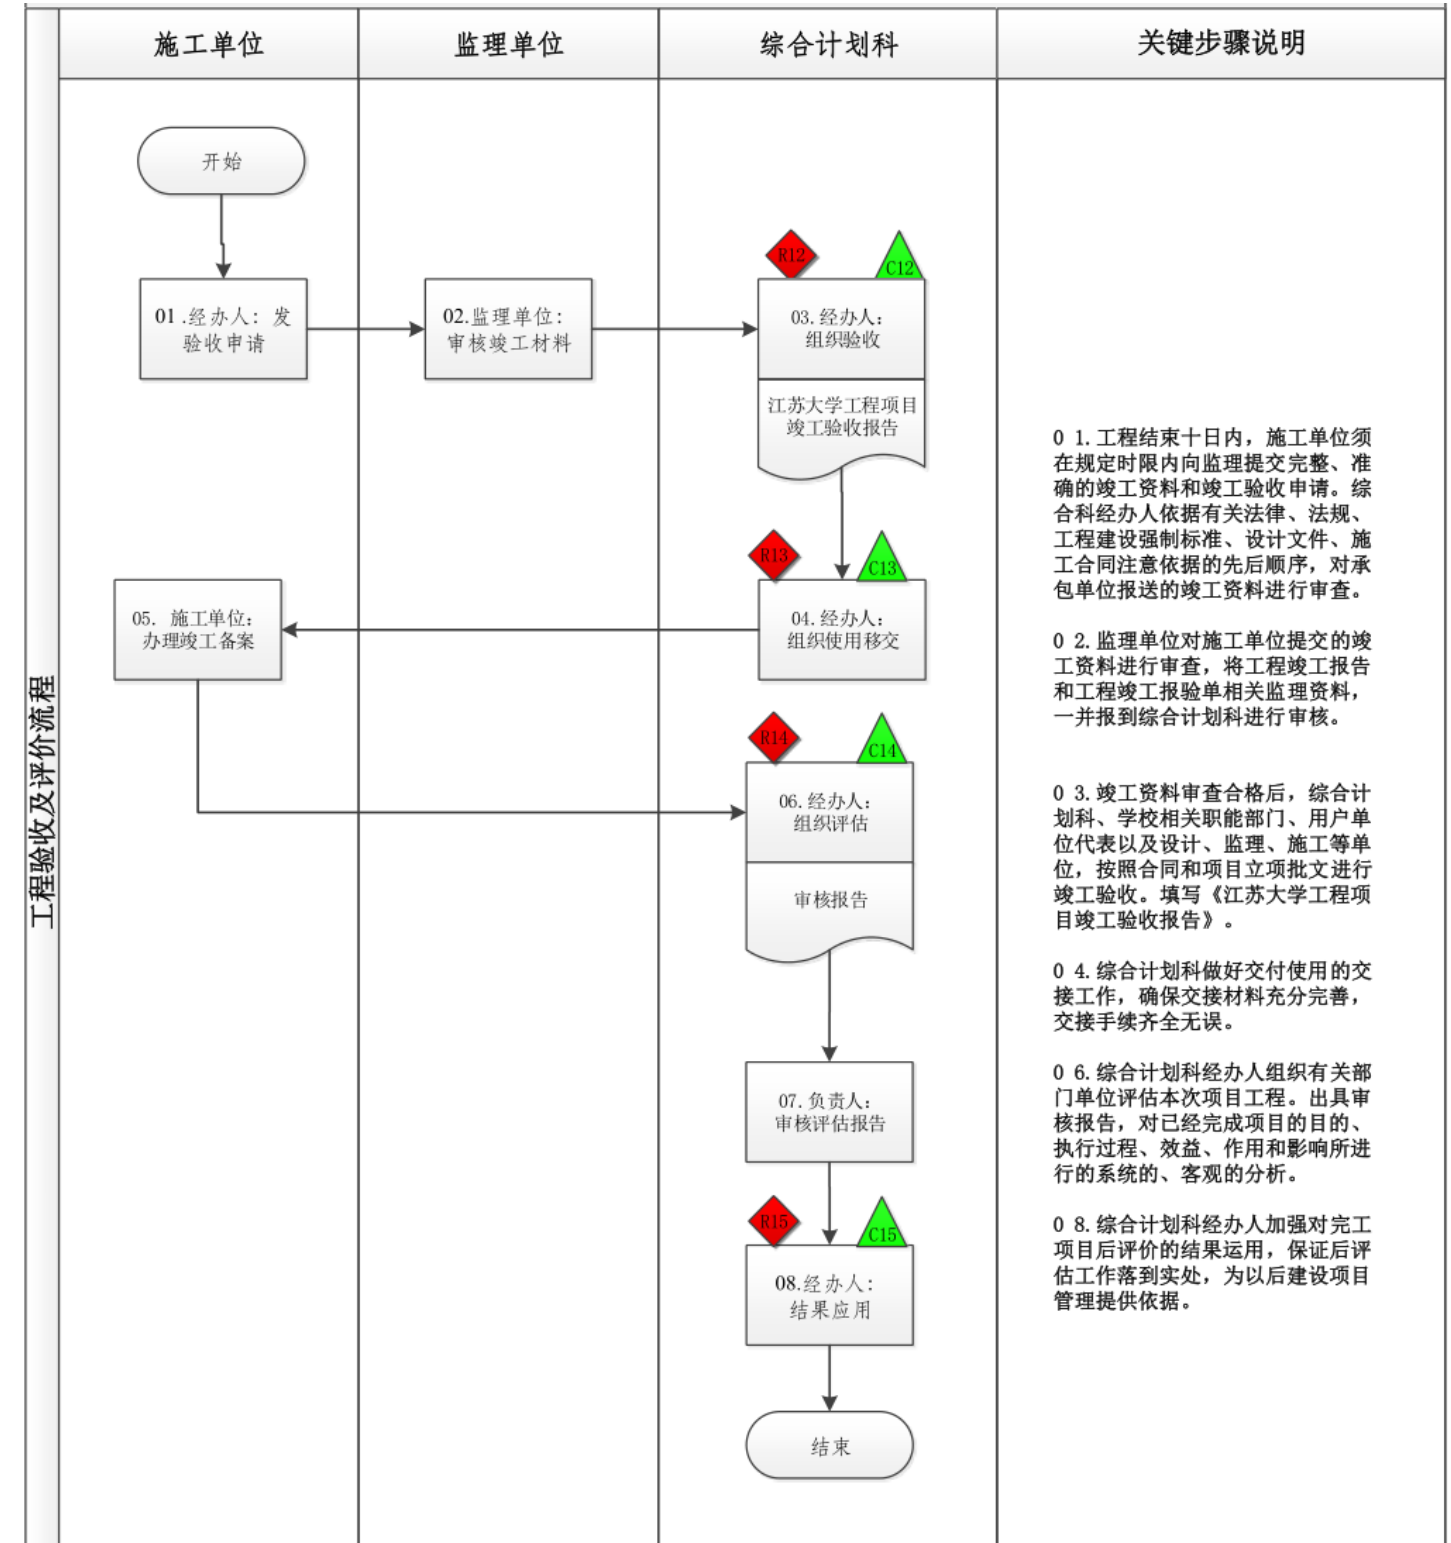 施工单位
监理单位
综合计划科
关键步骤说明
工程验收及评价流程
开始
R12
C12
01.经办人：发
验收申请
02.监理单位：
审核竣工材料
03.经办人：
组织验收
江苏大学工程项目
竣工验收报告
R13
C13
04.经办人：
组织使用移交
05. 施工单位：
办理竣工备案
R14
C14
06.经办人：
组织评估
审核报告
07.负责人：
审核评估报告
R15
C15
08.经办人：
结果应用
结束
0 1.工程结束十日内，施工单位须
在规定时限内向监理提交完整、准
确的竣工资料和竣工验收申请。综
合科经办人依据有关法律、法规、
工程建设强制标准、设计文件、施
工合同注意依据的先后顺序，对承
包单位报送的竣工资料进行审查。
0 2.监理单位对施工单位提交的竣
工资料进行审查，将工程竣工报告
和工程竣工报验单相关监理资料，
一并报到综合计划科进行审核。
0 3.竣工资料审查合格后，综合计
划科、学校相关职能部门、用户单
位代表以及设计、监理、施工等单
位，按照合同和项目立项批文进行
竣工验收。填写《江苏大学工程项
目竣工验收报告》。
0 4.综合计划科做好交付使用的交
接工作，确保交接材料充分完善，
交接手续齐全无误。
0 6.综合计划科经办人组织有关部
门单位评估本次项目工程。出具审
核报告，对已经完成项目的目的、
执行过程、效益、作用和影响所进
行的系统的、客观的分析。
0 8.综合计划科经办人加强对完工
项目后评价的结果运用，保证后评
估工作落到实处，为以后建设项目
管理提供依据。